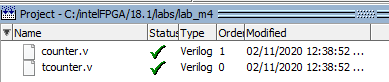 Project - C:/intelFPGA/18.1/labs/lab_m4
Name Status Type Order Modified
counter.v Verilog 1 02/11/2020 12:38:52 ...
tcounter.v Verilog 0 02/11/2020 12:38:52 ...